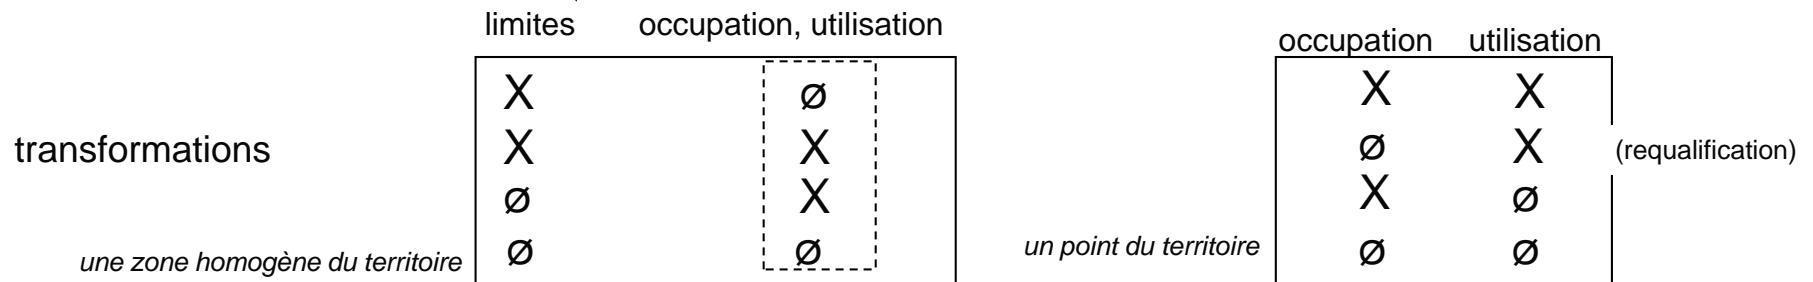 limites occupation, utilisation
occupation utilisation
X ø
X X
transformations X X
ø X (requalification)
ø X
X ø
une zone homogène du territoire ø ø
un point du territoire ø ø